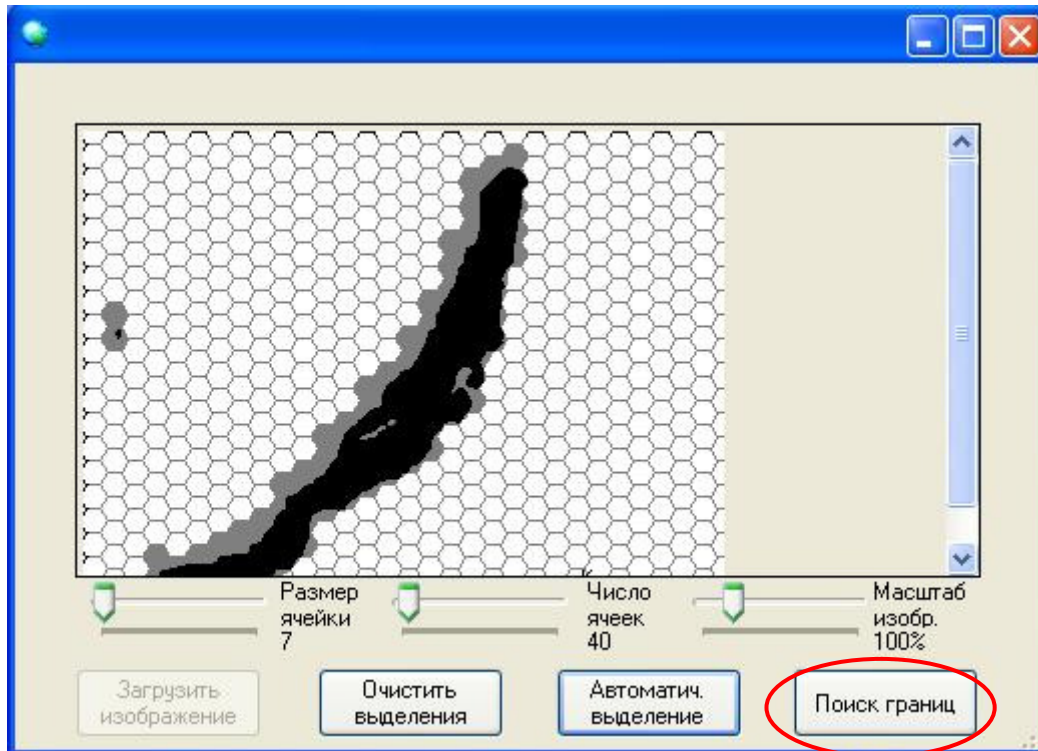 Размер
ячейки
7
Число
ячеек
40
Масштаб
изобр.
100%
Загрузить
изображение
Очистить
выделения
Автоматич.
выделение
Поиск границ